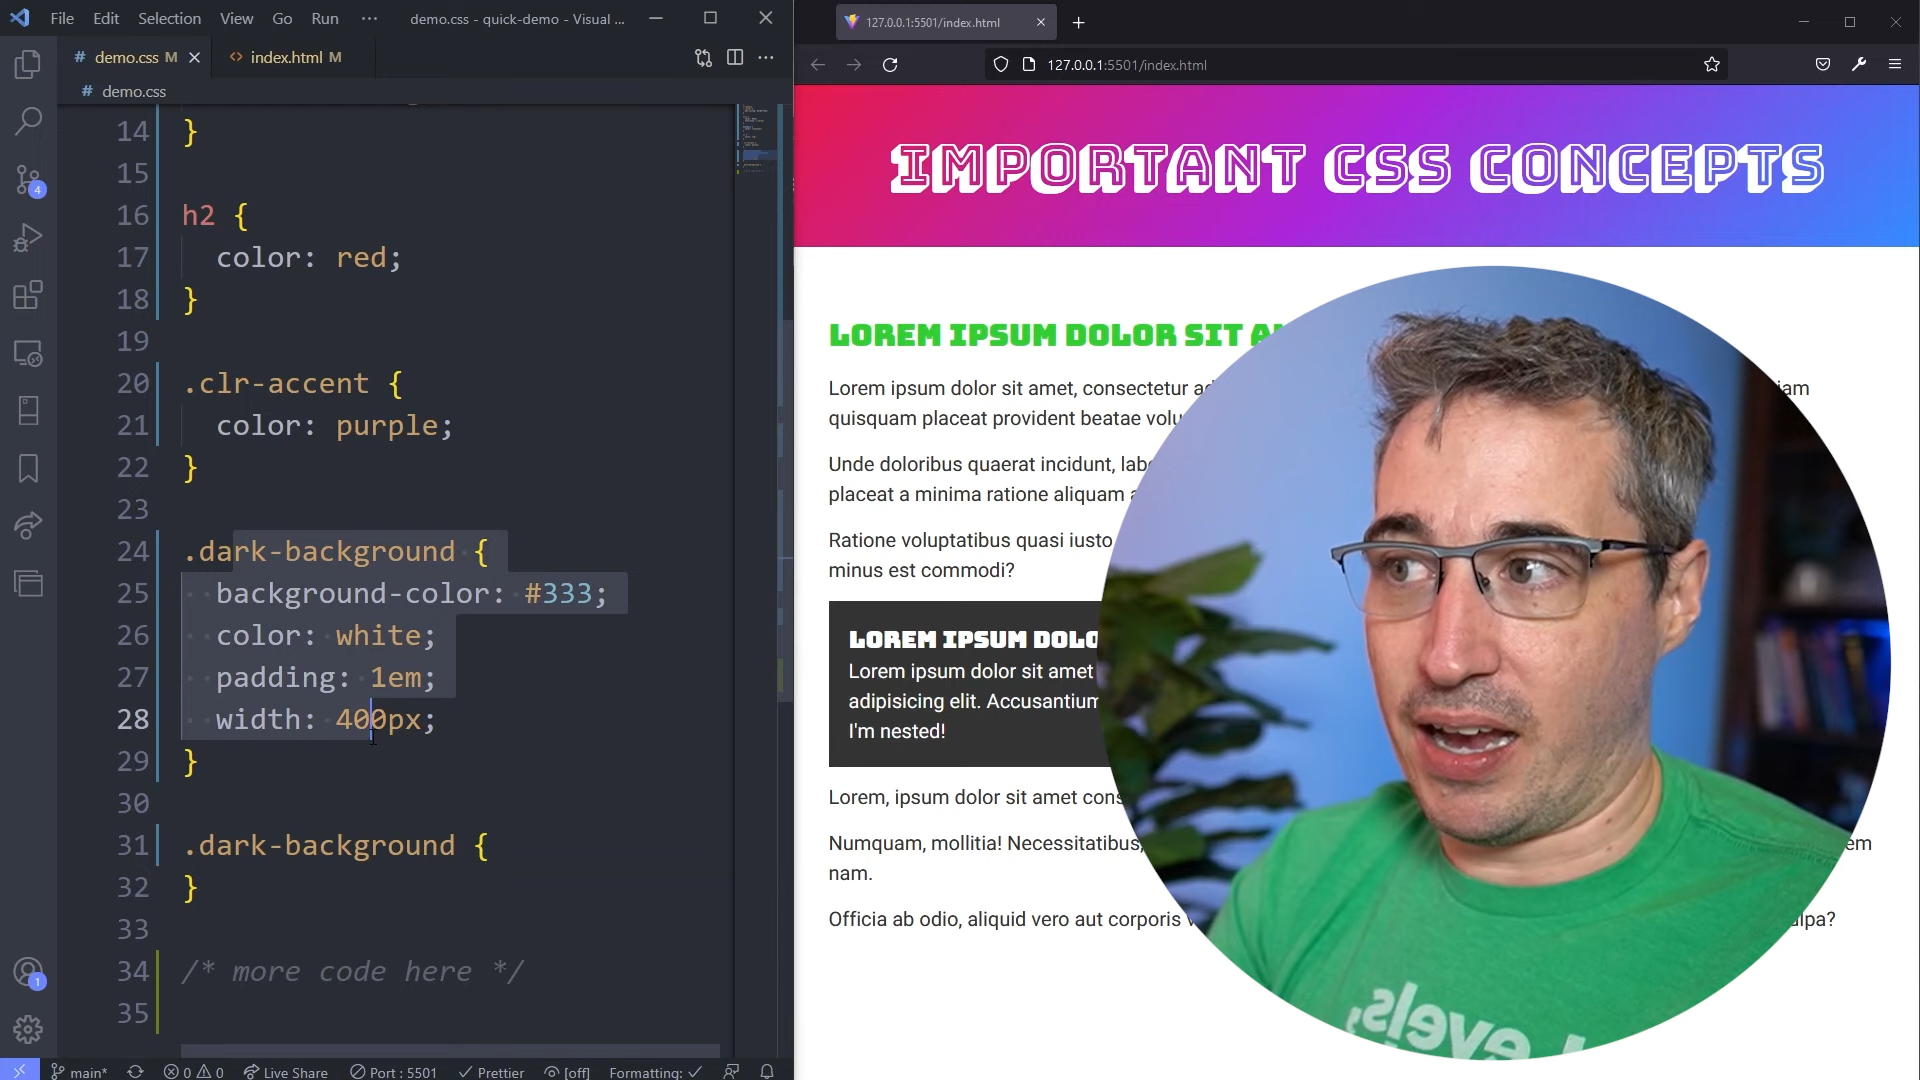 File Edit Selection View Go Run ··· demo.css - quick-demo - Visual ...
# demo.css M × <> index.html M
# demo.css
14 }
15
16 h2 {
17 color: red;
18 }
19
20 .clr-accent {
21 color: purple;
22 }
23
24 .dark-background {
25 background-color: #333;
26 color: white;
27 padding: 1em;
28 width: 400px;
29 }
30
31 .dark-background {
32 }
33
34 /* more code here */
35
4
1
main* 0 0 Live Share Port : 5501 Prettier [off] Formatting:
127.0.0.1:5501/index.html
127.0.0.1:5501/index.html
IMPORTANT CSS CONCEPTS
LOREM IPSUM DOLOR SIT
Lorem ipsum dolor sit amet, consectetur
quisquam placeat provident beatae
Unde doloribus quaerat incidunt,
placeat a minima ratione aliquam
Ratione voluptatibus quasi iusto
minus est commodi?
LOREM IPSUM
Lorem ipsum dolor sit amet
adipisicing elit. Accusantium
I'm nested!
Lorem, ipsum dolor sit amet
Numquam, mollitia! Necessitatibus,
nam.
Officia ab odio, aliquid vero aut corporis